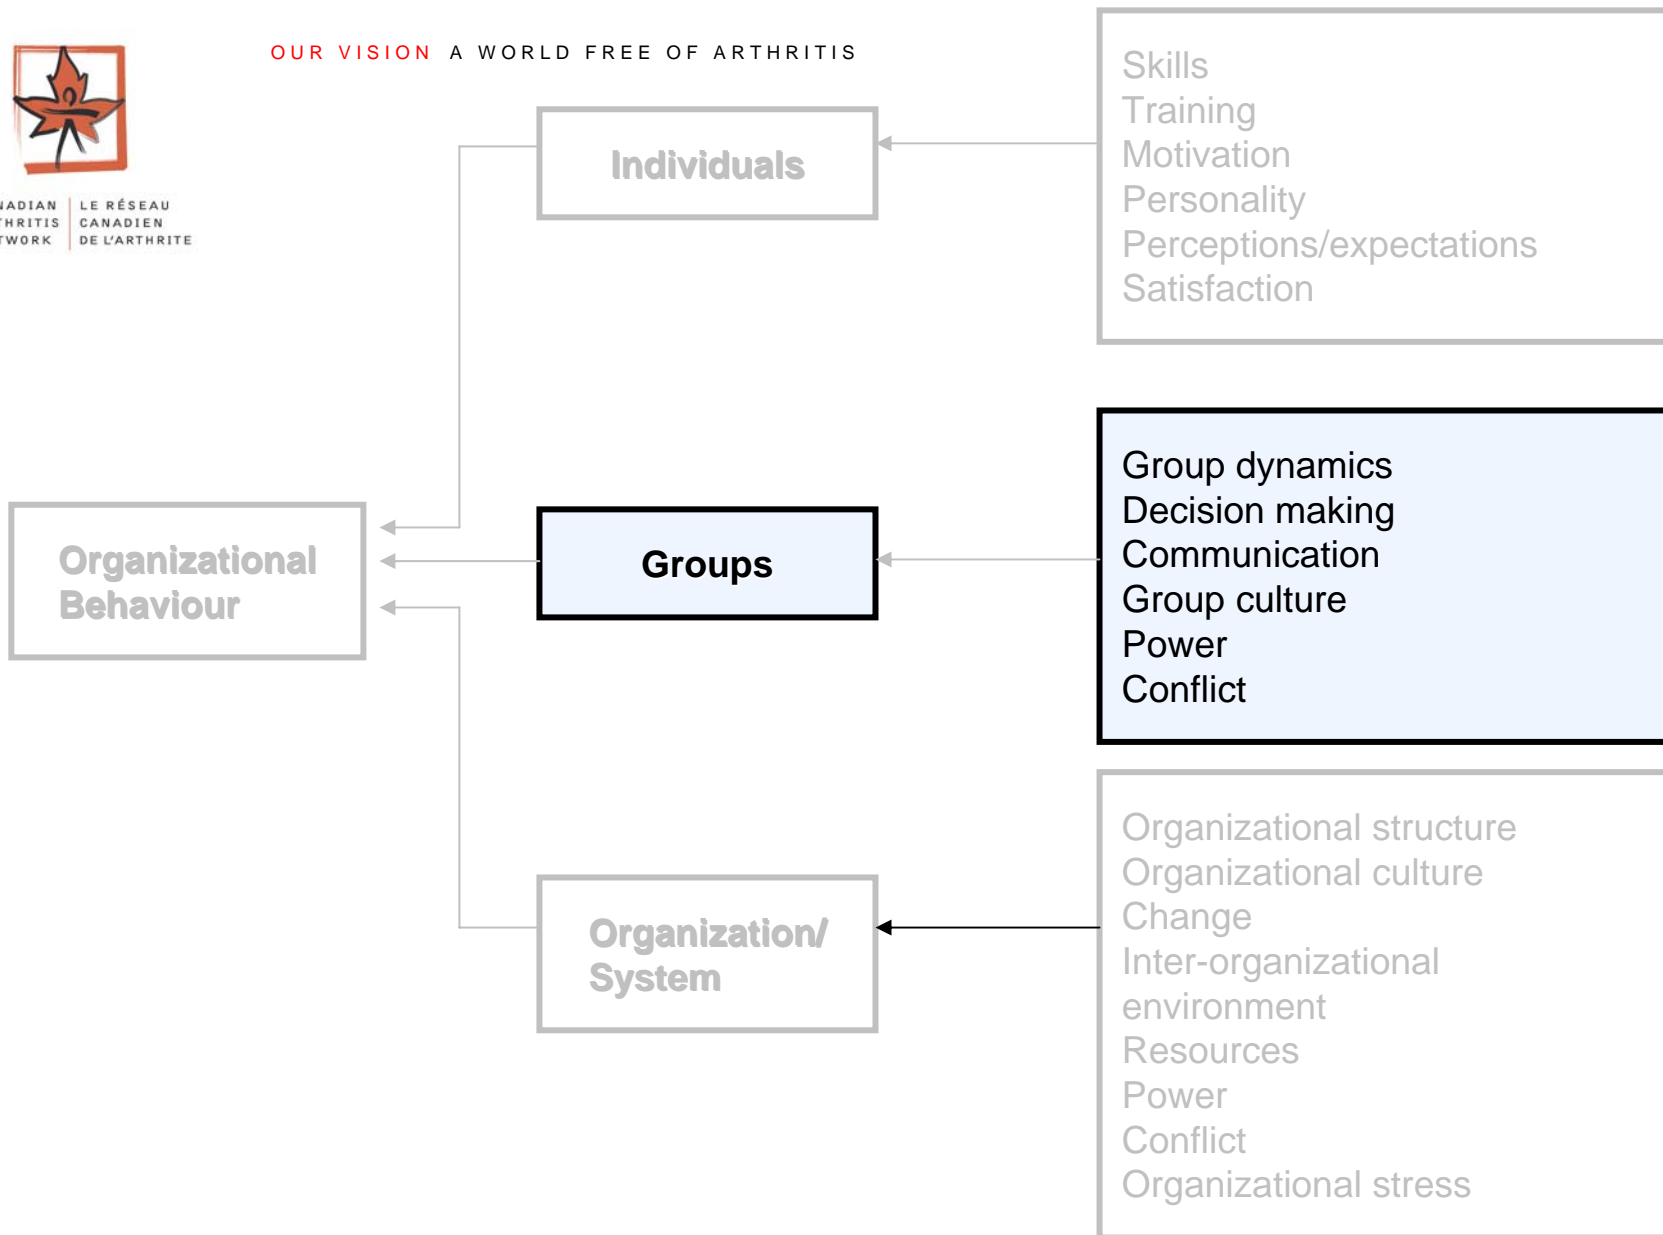 OUR VISION A WORLD FREE OF ARTHRITIS
LE RÉSEAU
CANADIEN
DE L'ARTHRITE
Individuals
Skills
Training
Motivation
Personality
Perceptions/expectations
Satisfaction
Organizational
Behaviour
Groups
Group dynamics
Decision making
Communication
Group culture
Power
Conflict
Organization/
System
Organizational structure
Organizational culture
Change
Inter-organizational
environment
Resources
Power
Conflict
Organizational stress